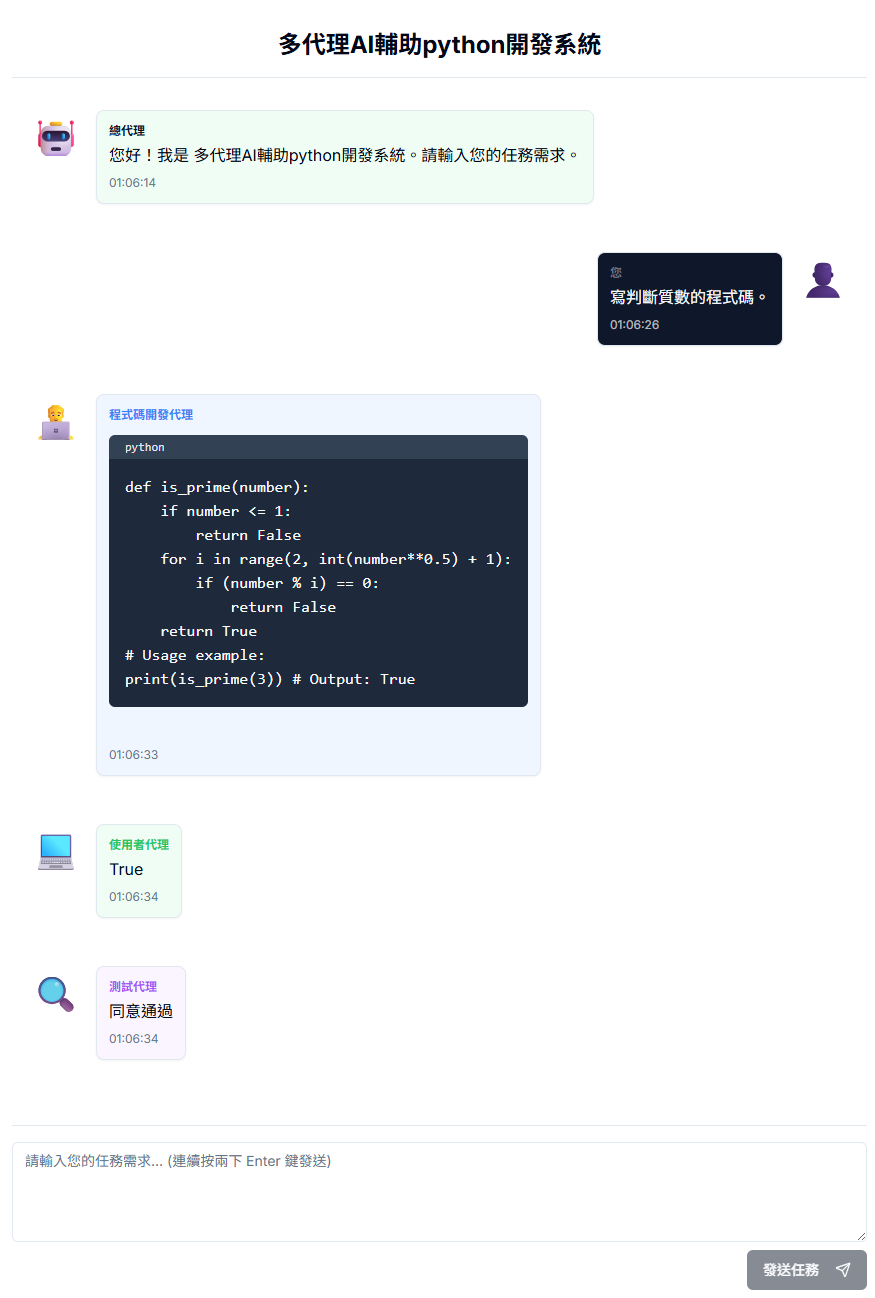 多代理AI輔助python開發系統
總代理
您好！我是 多代理AI輔助python開發系統。請輸入您的任務需求。
01:06:14
您
寫判斷質數的程式碼。
01:06:26
程式碼開發代理
python
def is_prime(number):
    if number <= 1:
        return False
    for i in range(2, int(number**0.5) + 1):
        if (number % i) == 0:
            return False
    return True
# Usage example:
print(is_prime(3)) # Output: True
01:06:33
使用者代理
True
01:06:34
測試代理
同意通過
01:06:34
請輸入您的任務需求... (連續按兩下 Enter 鍵發送)
發送任務